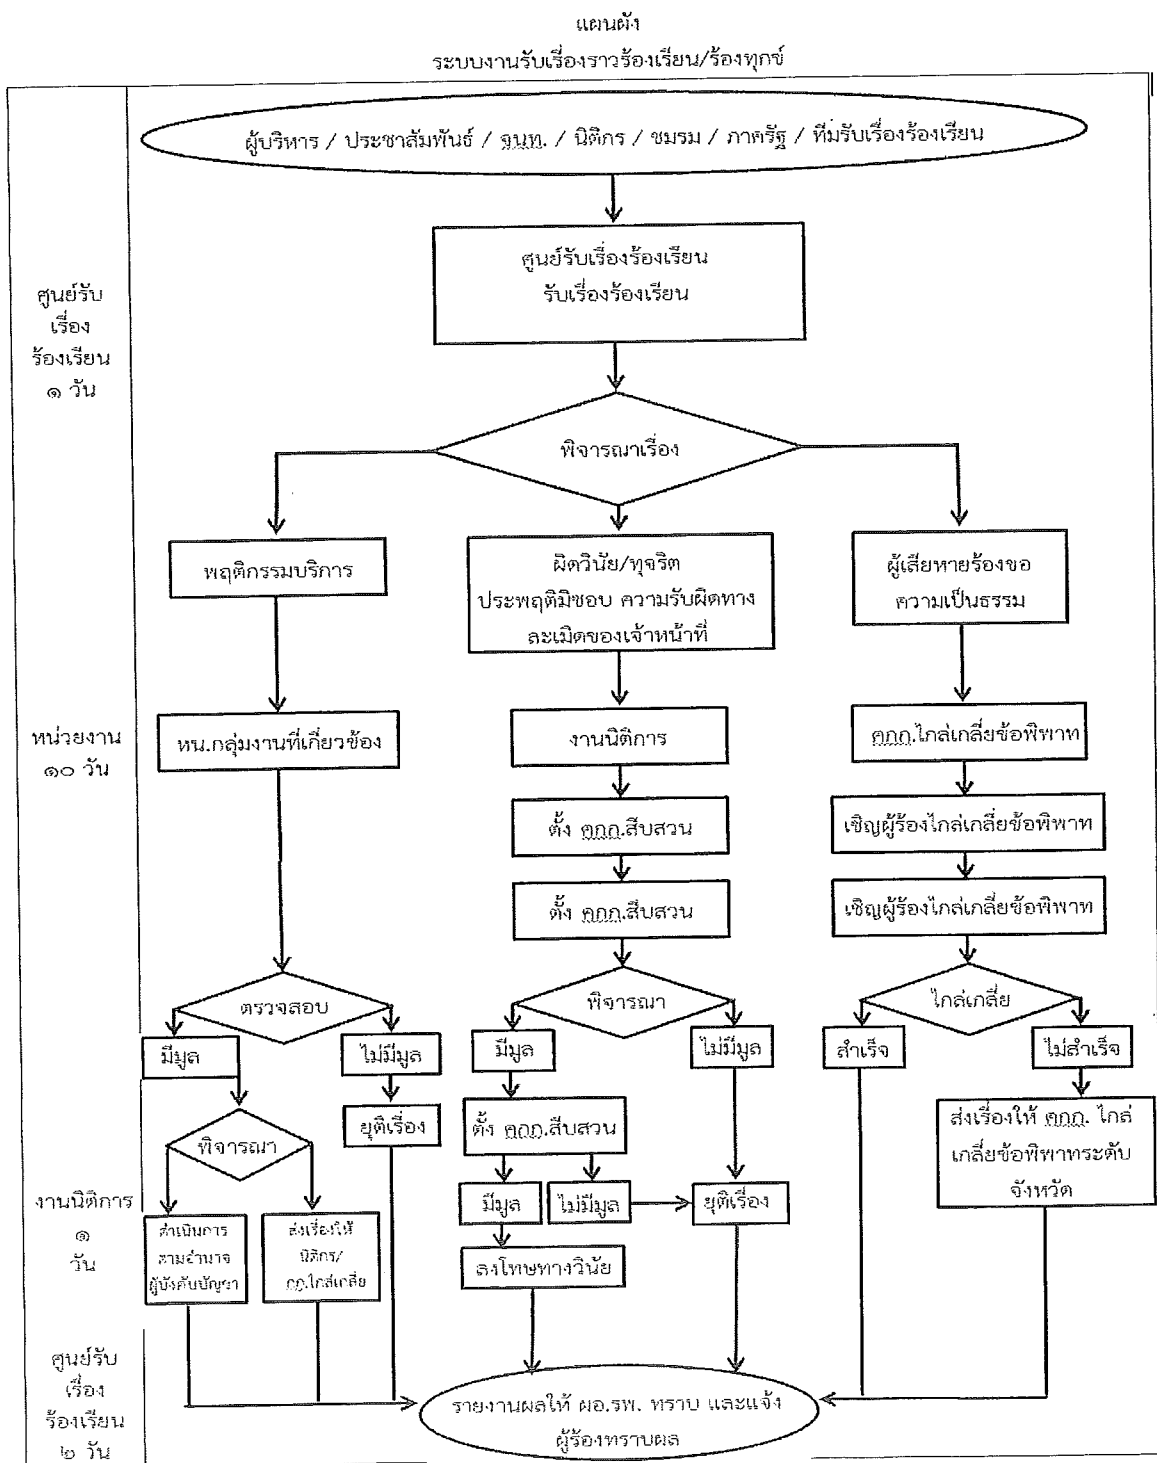 แผนผัง
ระบบงานรับเรื่องราวร้องเรียน/ร้องทุกข์
ผู้บริหาร / ประชาสัมพันธ์ / จนท. / นิติกร / ชมรม / ภาครัฐ / ทีมรับเรื่องร้องเรียน
ศูนย์รับเรื่องร้องเรียน
รับเรื่องร้องเรียน
ศูนย์รับ
เรื่อง
ร้องเรียน
๑ วัน
พิจารณาเรื่อง
พฤติกรรมบริการ
ผิดวินัย/ทุจริต
ประพฤติมิชอบ ความรับผิดทาง
ละเมิดของเจ้าหน้าที่
ผู้เสียหายร้องขอ
ความเป็นธรรม
หน่วยงาน
๑๐ วัน
หน.กลุ่มงานที่เกี่ยวข้อง
งานนิติการ
คกก.ไกล่เกลี่ยข้อพิพาท
ตั้ง คกก.สืบสวน
เชิญผู้ร้องไกล่เกลี่ยข้อพิพาท
ตั้ง คกก.สืบสวน
เชิญผู้ร้องไกล่เกลี่ยข้อพิพาท
ตรวจสอบ
พิจารณา
ไกล่เกลี่ย
มีมูล
ไม่มีมูล
มีมูล
ไม่มีมูล
สำเร็จ
ไม่สำเร็จ
พิจารณา
ยุติเรื่อง
ตั้ง คกก.สืบสวน
ส่งเรื่องให้ คกก. ไกล่
เกลี่ยข้อพิพาทระดับ
จังหวัด
งานนิติการ
๑
วัน
มีมูล
ไม่มีมูล
ยุติเรื่อง
ดำเนินการ
ตามอำนาจ
ผู้บังคับบัญชา
ส่งเรื่องให้
นิติกร/
กก.ไกล่เกลี่ย
ลงโทษทางวินัย
ศูนย์รับ
เรื่อง
ร้องเรียน
๒ วัน
รายงานผลให้ ผอ.รพ. ทราบ และแจ้ง
ผู้ร้องทราบผล